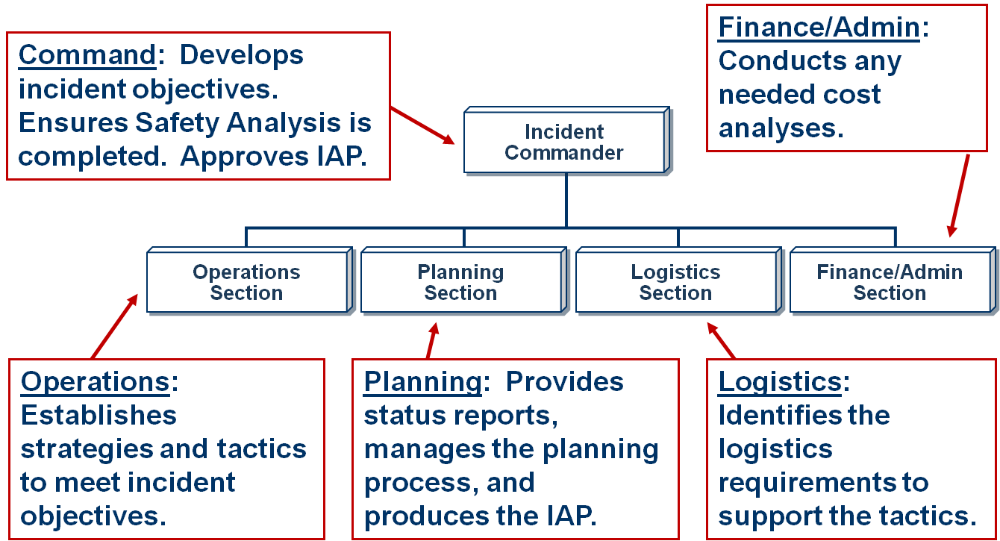 Command:  Develops
incident objectives.
Ensures Safety Analysis is
completed.  Approves IAP.
Finance/Admin:
Conducts any
needed cost
analyses.
Incident
Commander
Operations
Section
Planning
Section
Logistics
Section
Finance/Admin
Section
Operations:
Establishes
strategies and tactics
to meet incident
objectives.
Planning:  Provides
status reports,
manages the planning
process, and
produces the IAP.
Logistics:
Identifies the
logistics
requirements to
support the tactics.